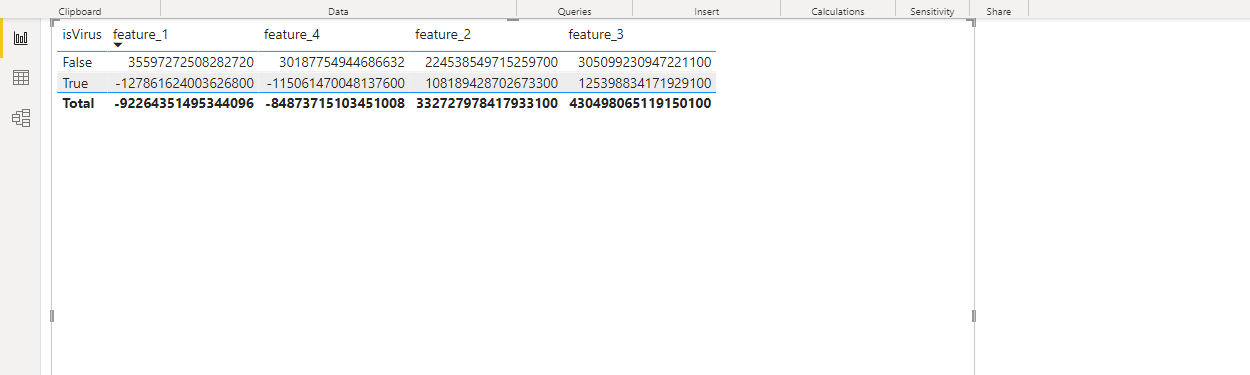 Clipboard Data Queries Insert Calculations Sensitivity Share
isVirus feature_1 feature_4 feature_2 feature_3
False 35597272508282720 30187754944686632 224538549715259700 305099230947221100
True -127861624003626800 -115061470048137600 108189428702673300 125398834171929100
Total -92264351495344096 -84873715103451008 332727978417933100 430498065119150100